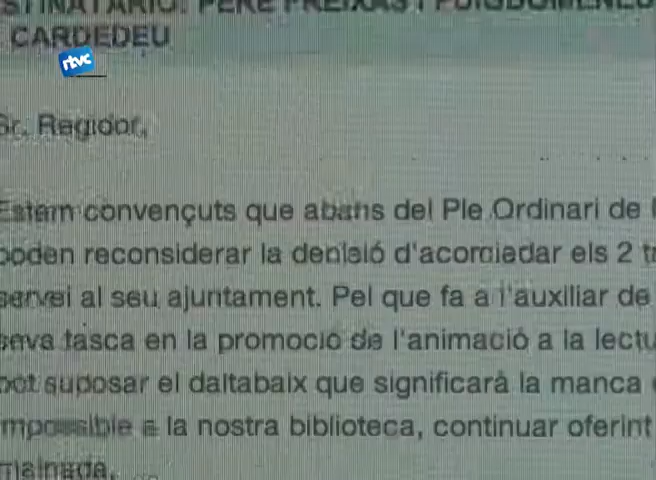 CARDEDEU
rtvc
Sr. Regidor,
Estem convençuts que abans del Ple Ordinari de
poden reconsiderar la decisió d'acomiadar els 2
servei al seu ajuntament. Pel que fa a l'auxiliar de
seva tasca en la promoció de l'animació a la
pot suposar el daltabaix que significarà la manca
impossible a la nostra biblioteca, continuar oferint
mainada.